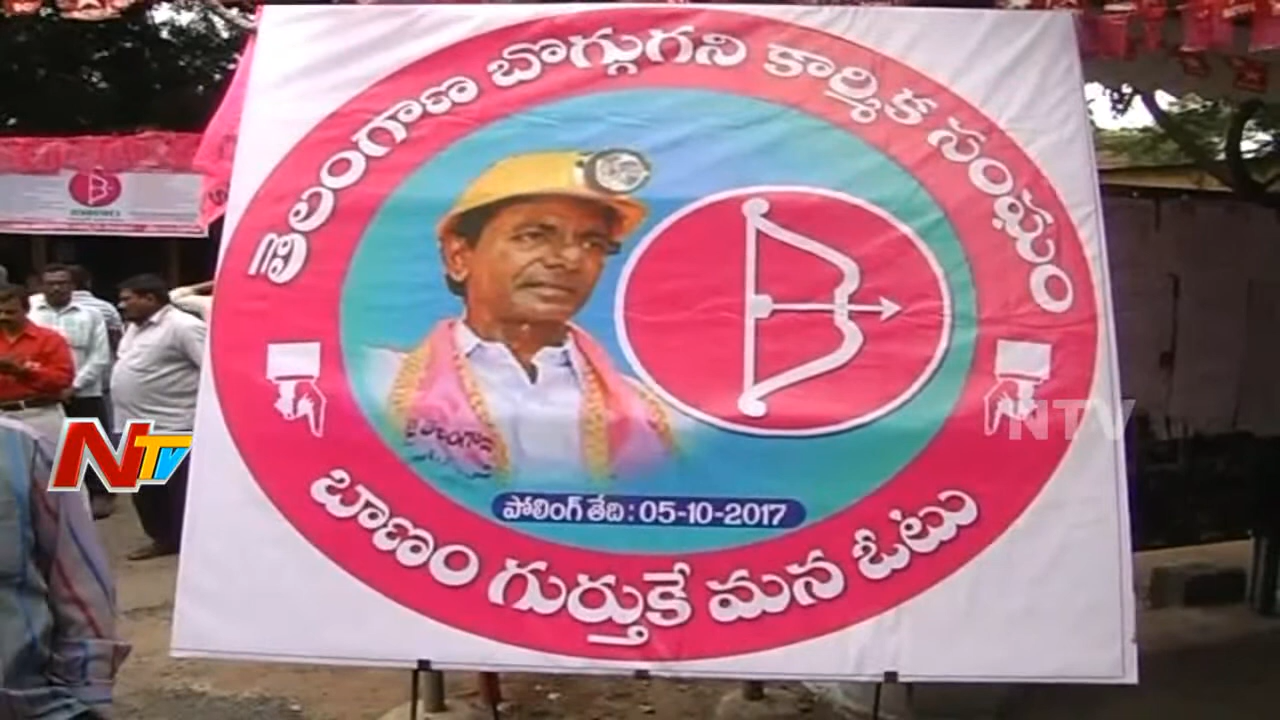 తెలంగాణ బొగ్గుగని కార్మిక సంఘం
పోలింగ్ తేది : 05-10-2017
బాణం గుర్తుకే మన ఓటు
NTV
NTV